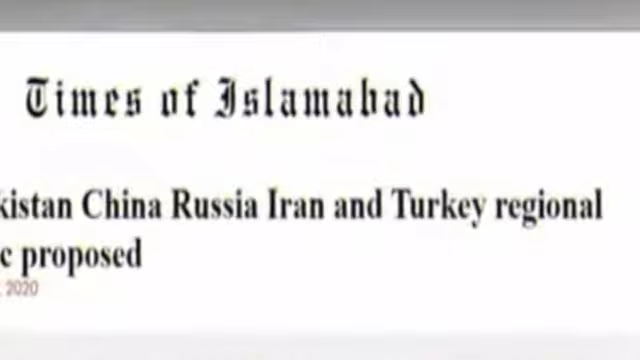 Times of Islamabad
kistan China Russia Iran and Turkey regional
c proposed
, 2020